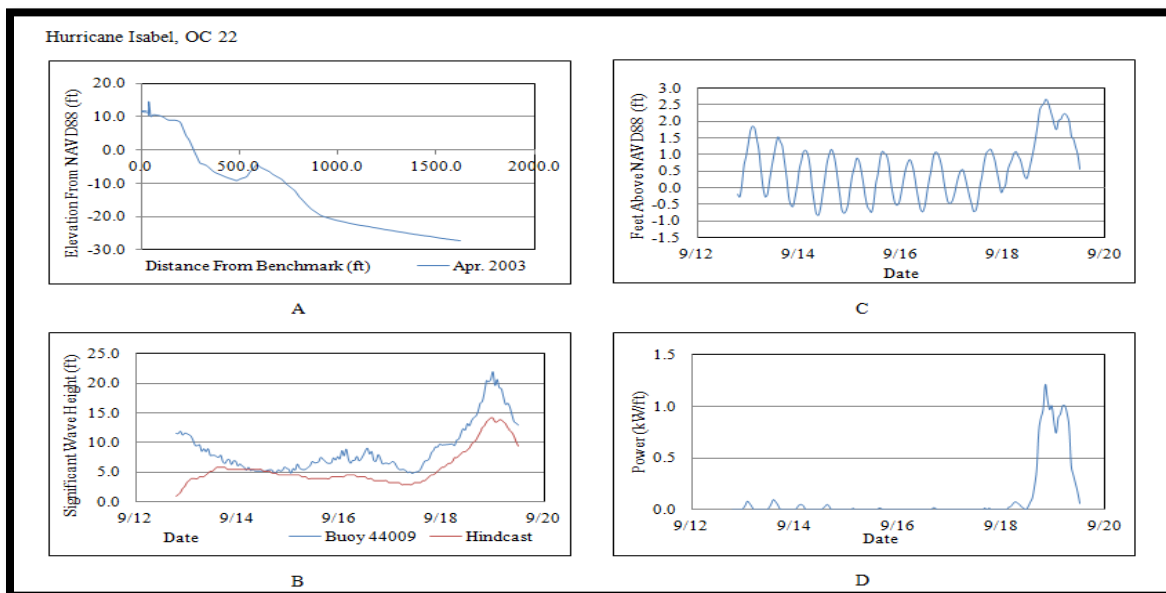 Hurricane Isabel, OC 22
Elevation From NAVD88 (ft)
20.0
10.0
0.0
-10.0
-20.0
-30.0
0.0 500.0 1000.0 1500.0 2000.0
Distance From Benchmark (ft)
Apr. 2003
A
Feet Above NAVD88 (ft)
3.0
2.5
2.0
1.5
1.0
0.5
0.0
-0.5
-1.0
-1.5
9/12 9/14 9/16 9/18 9/20
Date
C
Significant Wave Height (ft)
25.0
20.0
15.0
10.0
5.0
0.0
9/12 9/14 9/16 9/18 9/20
Date
Buoy 44009 Hindcast
B
Power (kW/ft)
1.5
1.0
0.5
0.0
9/12 9/14 9/16 9/18 9/20
Date
D